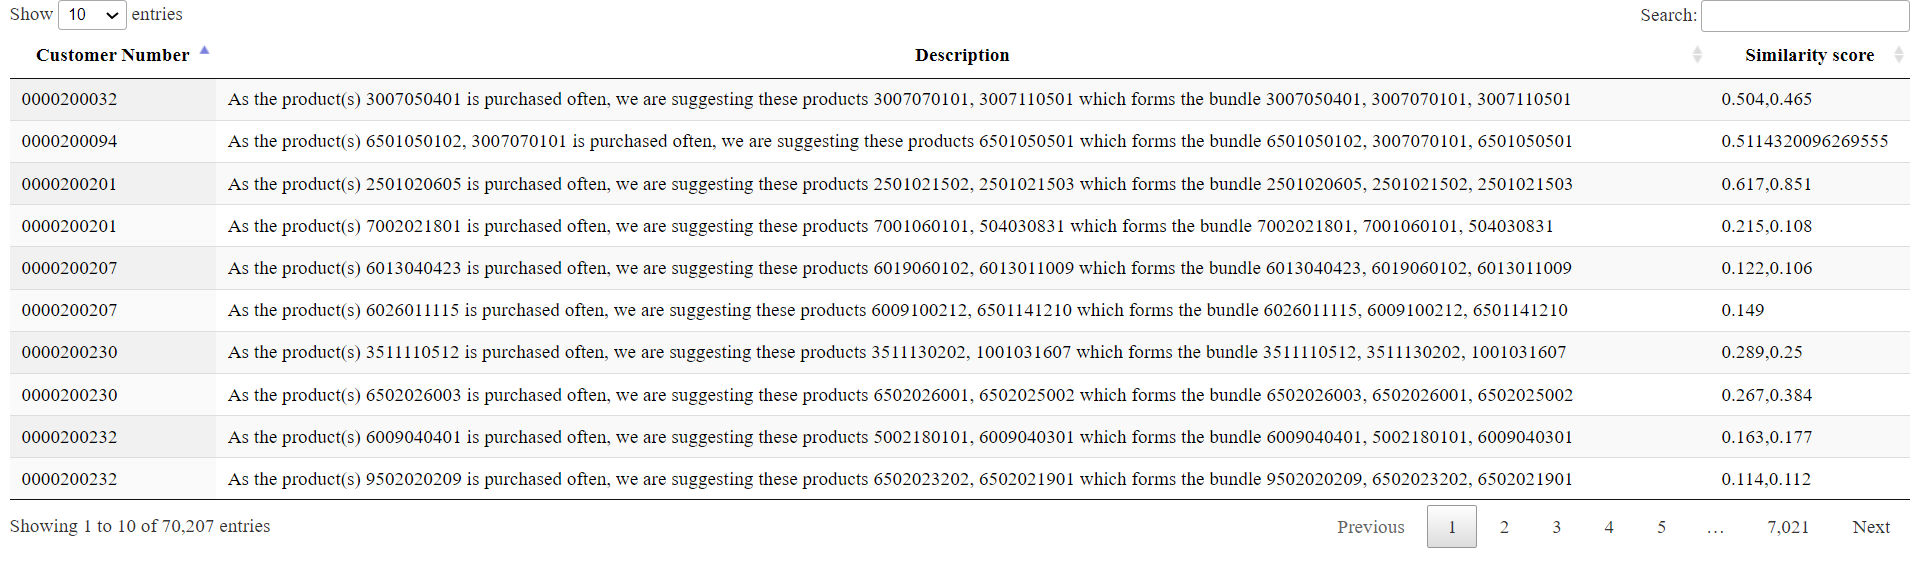 Show 10 entries Search:
Customer Number Description Similarity score
0000200032 As the product(s) 3007050401 is purchased often, we are suggesting these products 3007070101, 3007110501 which forms the bundle 3007050401, 3007070101, 3007110501 0.504,0.465
0000200094 As the product(s) 6501050102, 3007070101 is purchased often, we are suggesting these products 6501050501 which forms the bundle 6501050102, 3007070101, 6501050501 0.5114320096269555
0000200201 As the product(s) 2501020605 is purchased often, we are suggesting these products 2501021502, 2501021503 which forms the bundle 2501020605, 2501021502, 2501021503 0.617,0.851
0000200201 As the product(s) 7002021801 is purchased often, we are suggesting these products 7001060101, 504030831 which forms the bundle 7002021801, 7001060101, 504030831 0.215,0.108
0000200207 As the product(s) 6013040423 is purchased often, we are suggesting these products 6019060102, 6013011009 which forms the bundle 6013040423, 6019060102, 6013011009 0.122,0.106
0000200207 As the product(s) 6026011115 is purchased often, we are suggesting these products 6009100212, 6501141210 which forms the bundle 6026011115, 6009100212, 6501141210 0.149
0000200230 As the product(s) 3511110512 is purchased often, we are suggesting these products 3511130202, 1001031607 which forms the bundle 3511110512, 3511130202, 1001031607 0.289,0.25
0000200230 As the product(s) 6502026003 is purchased often, we are suggesting these products 6502026001, 6502025002 which forms the bundle 6502026003, 6502026001, 6502025002 0.267,0.384
0000200232 As the product(s) 6009040401 is purchased often, we are suggesting these products 5002180101, 6009040301 which forms the bundle 6009040401, 5002180101, 6009040301 0.163,0.177
0000200232 As the product(s) 9502020209 is purchased often, we are suggesting these products 6502023202, 6502021901 which forms the bundle 9502020209, 6502023202, 6502021901 0.114,0.112
Showing 1 to 10 of 70,207 entries Previous 1 2 3 4 5 … 7,021 Next